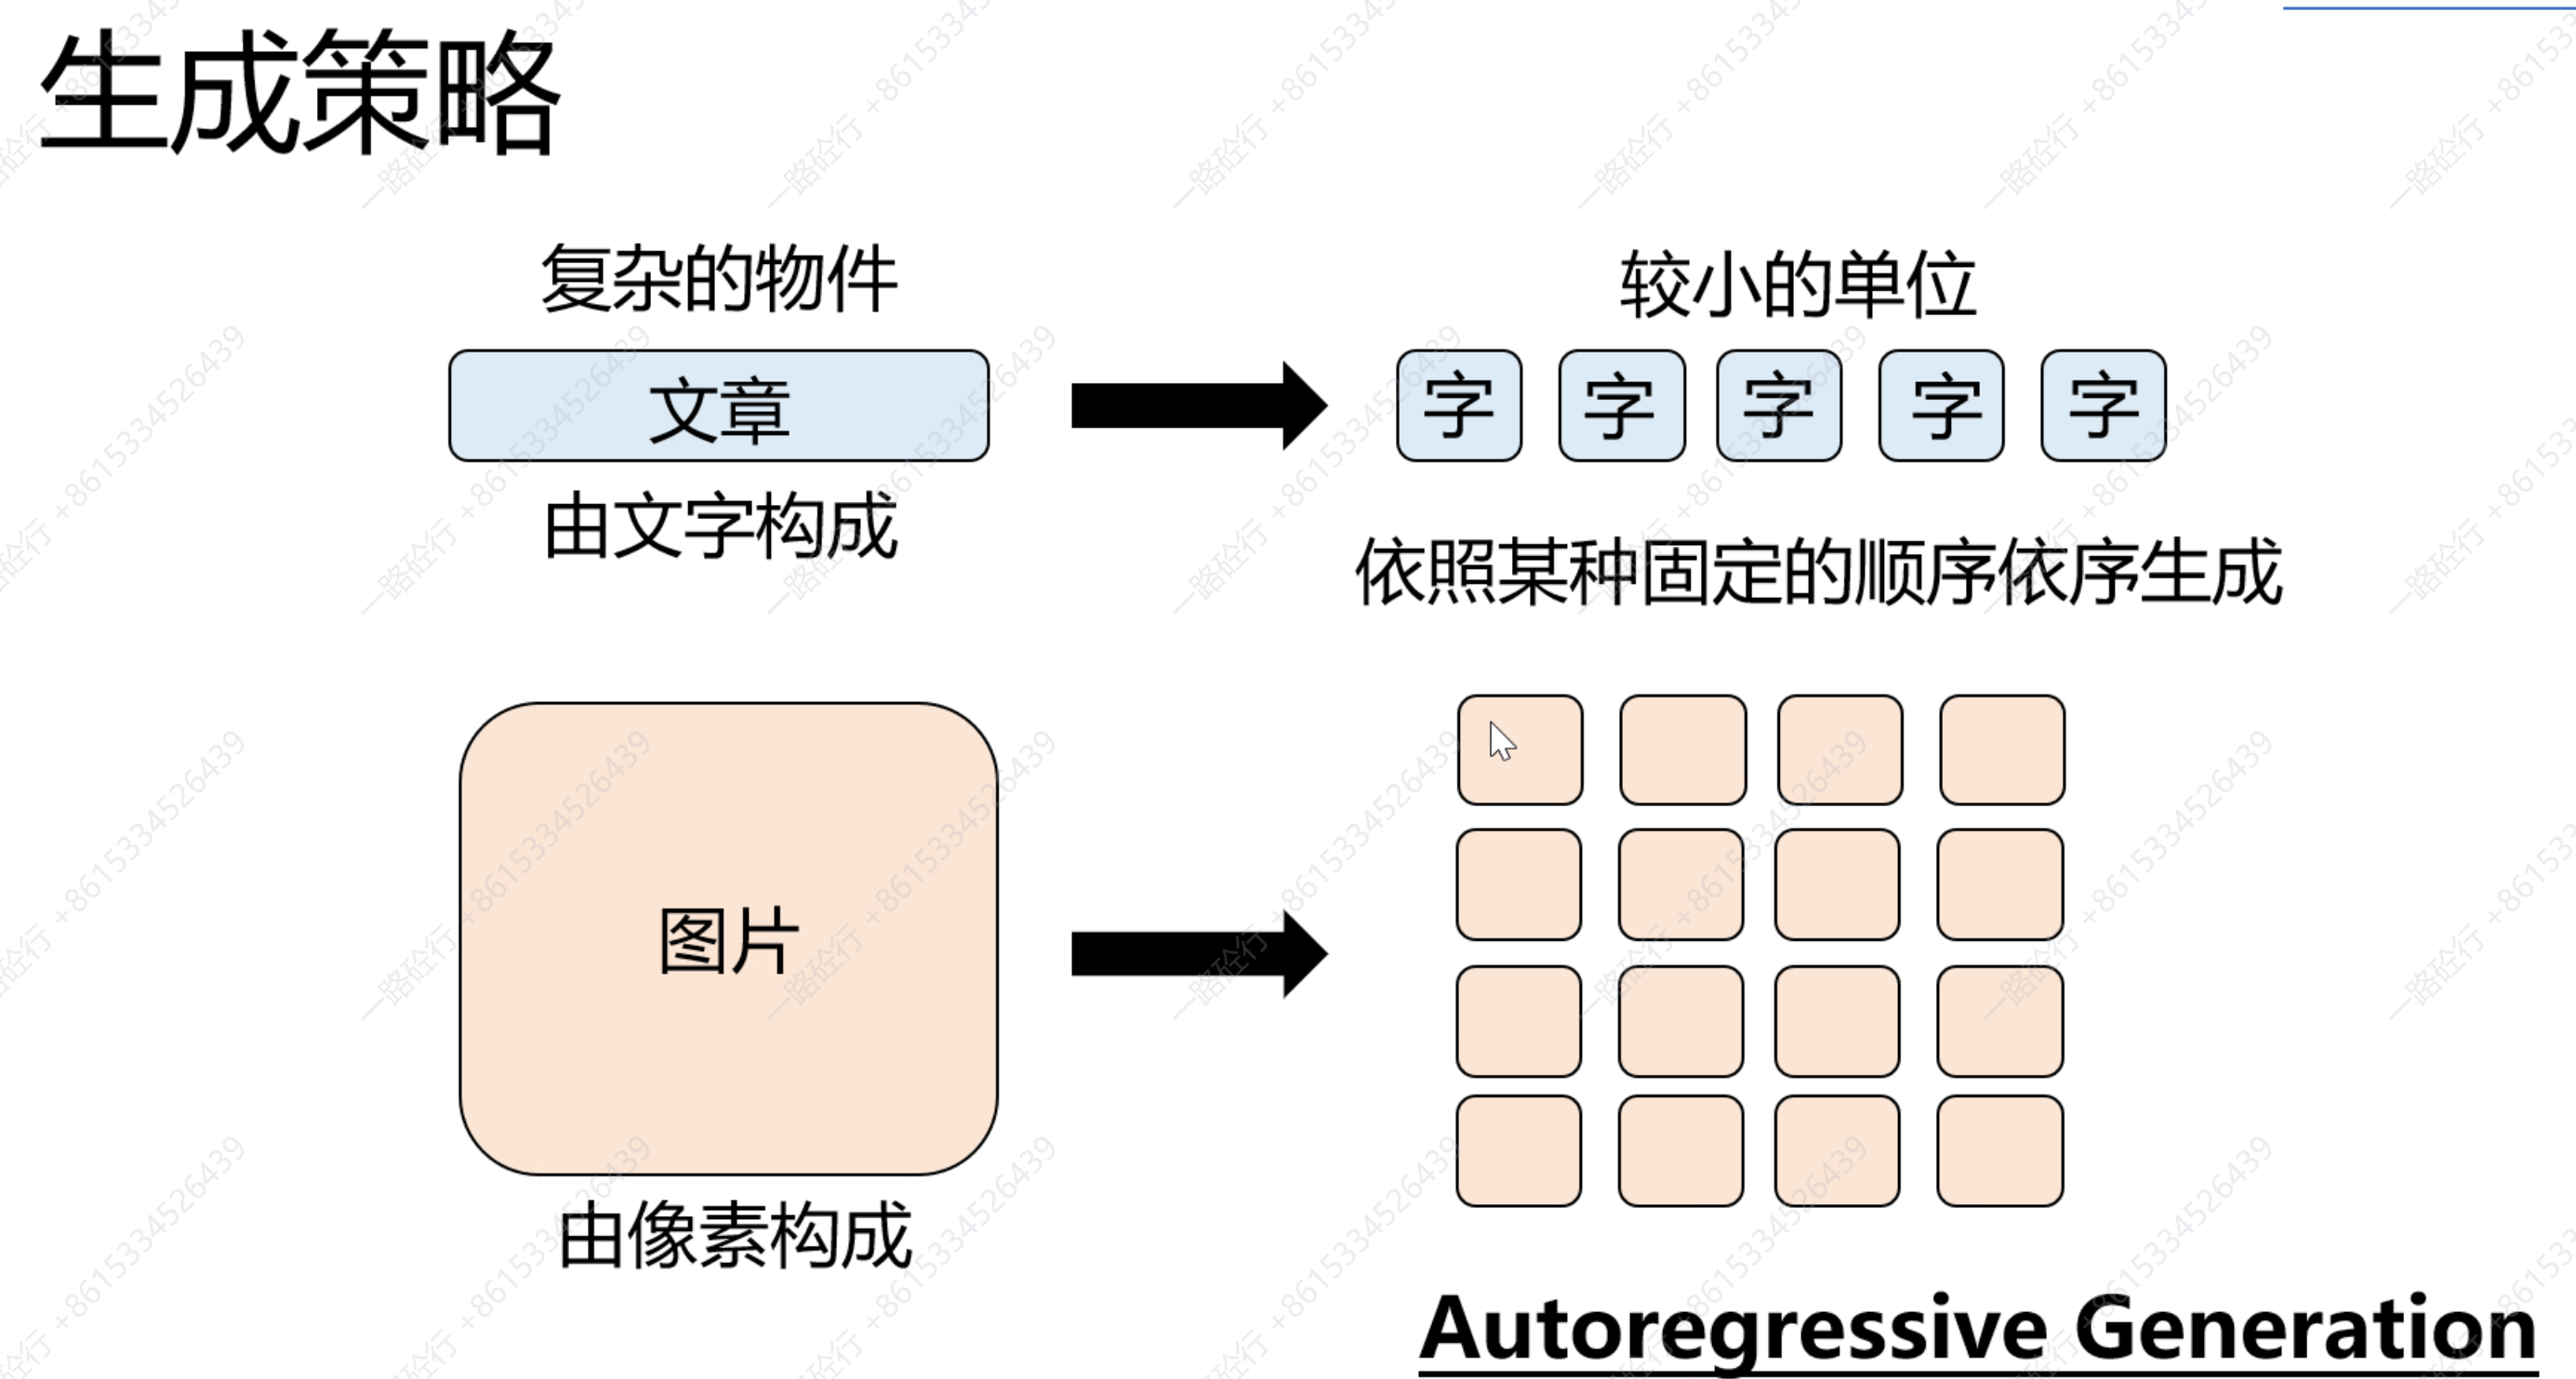 生成策略
复杂的物件
较小的单位
文章
字 字 字 字 字
由文字构成
依照某种固定的顺序依序生成
图片
由像素构成
Autoregressive Generation
一路砼行 +86153334526439